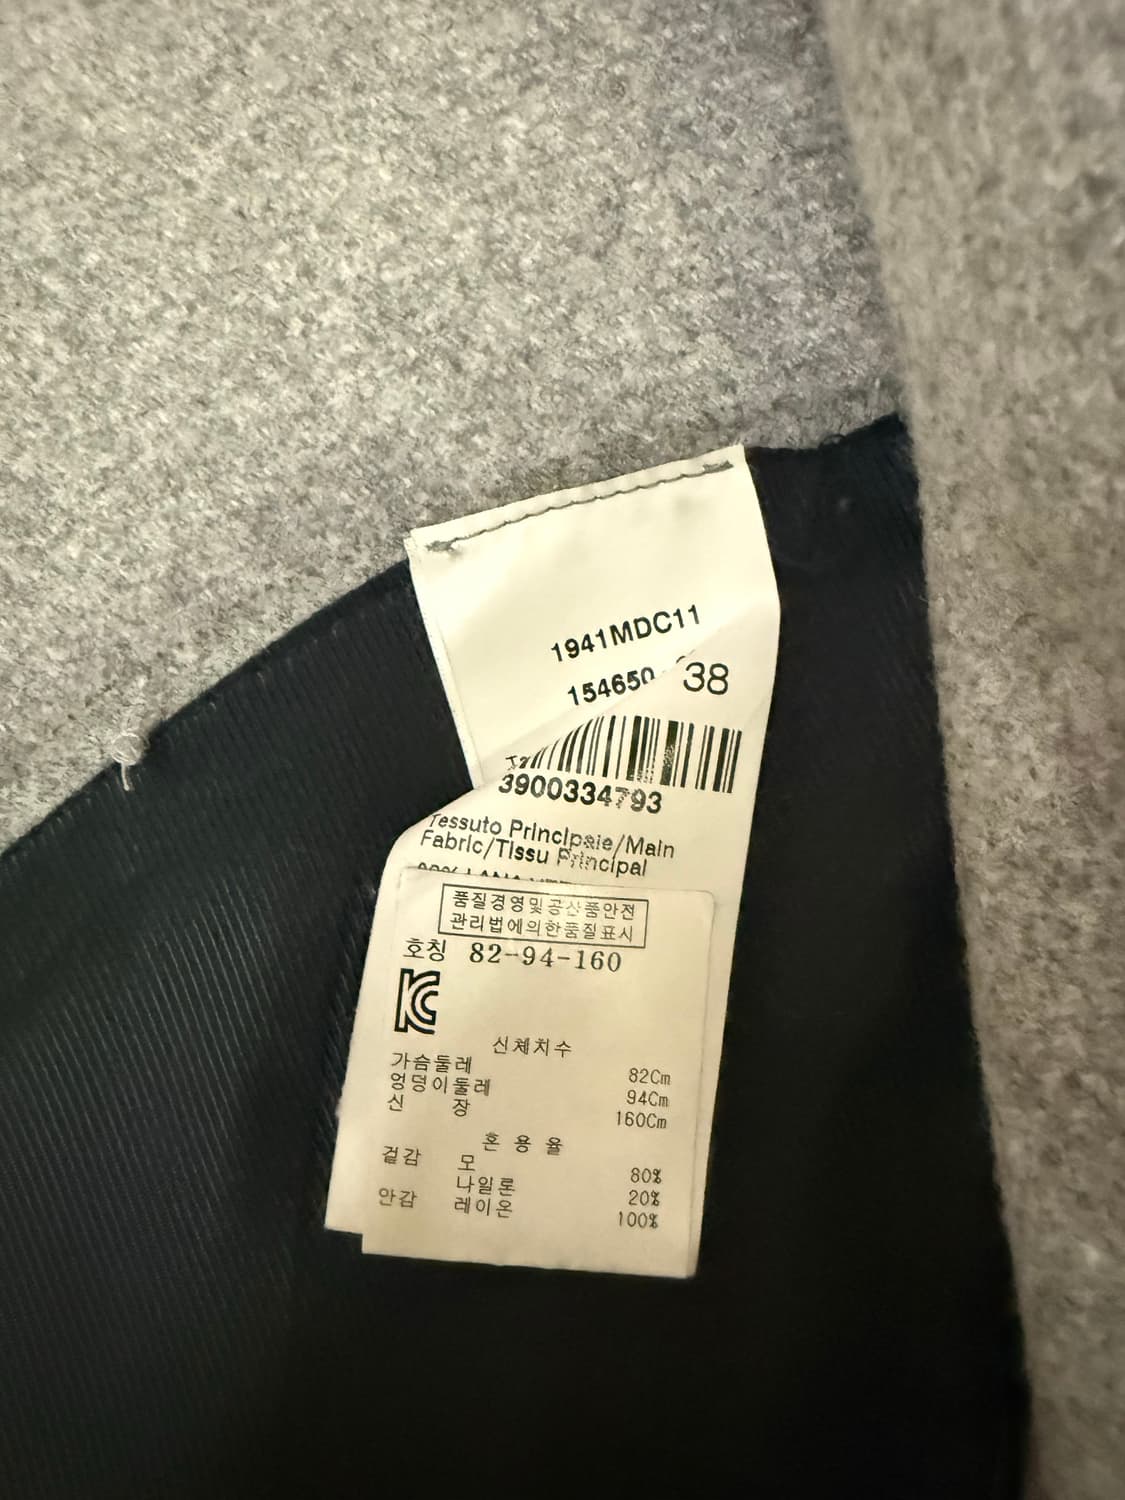 1941MDC11
154650 38
3900334793
Tessuto Principale/Main
Fabric/Tissu Principal
LANA
품질경영및공산품안전
관리법에의한품질표시
호칭 82-94-160
KC
신체치수
가슴둘레 82Cm
엉덩이둘레 94Cm
신 장 160Cm
혼 용 율
겉감 모 80%
나일론 20%
안감 레이온 100%